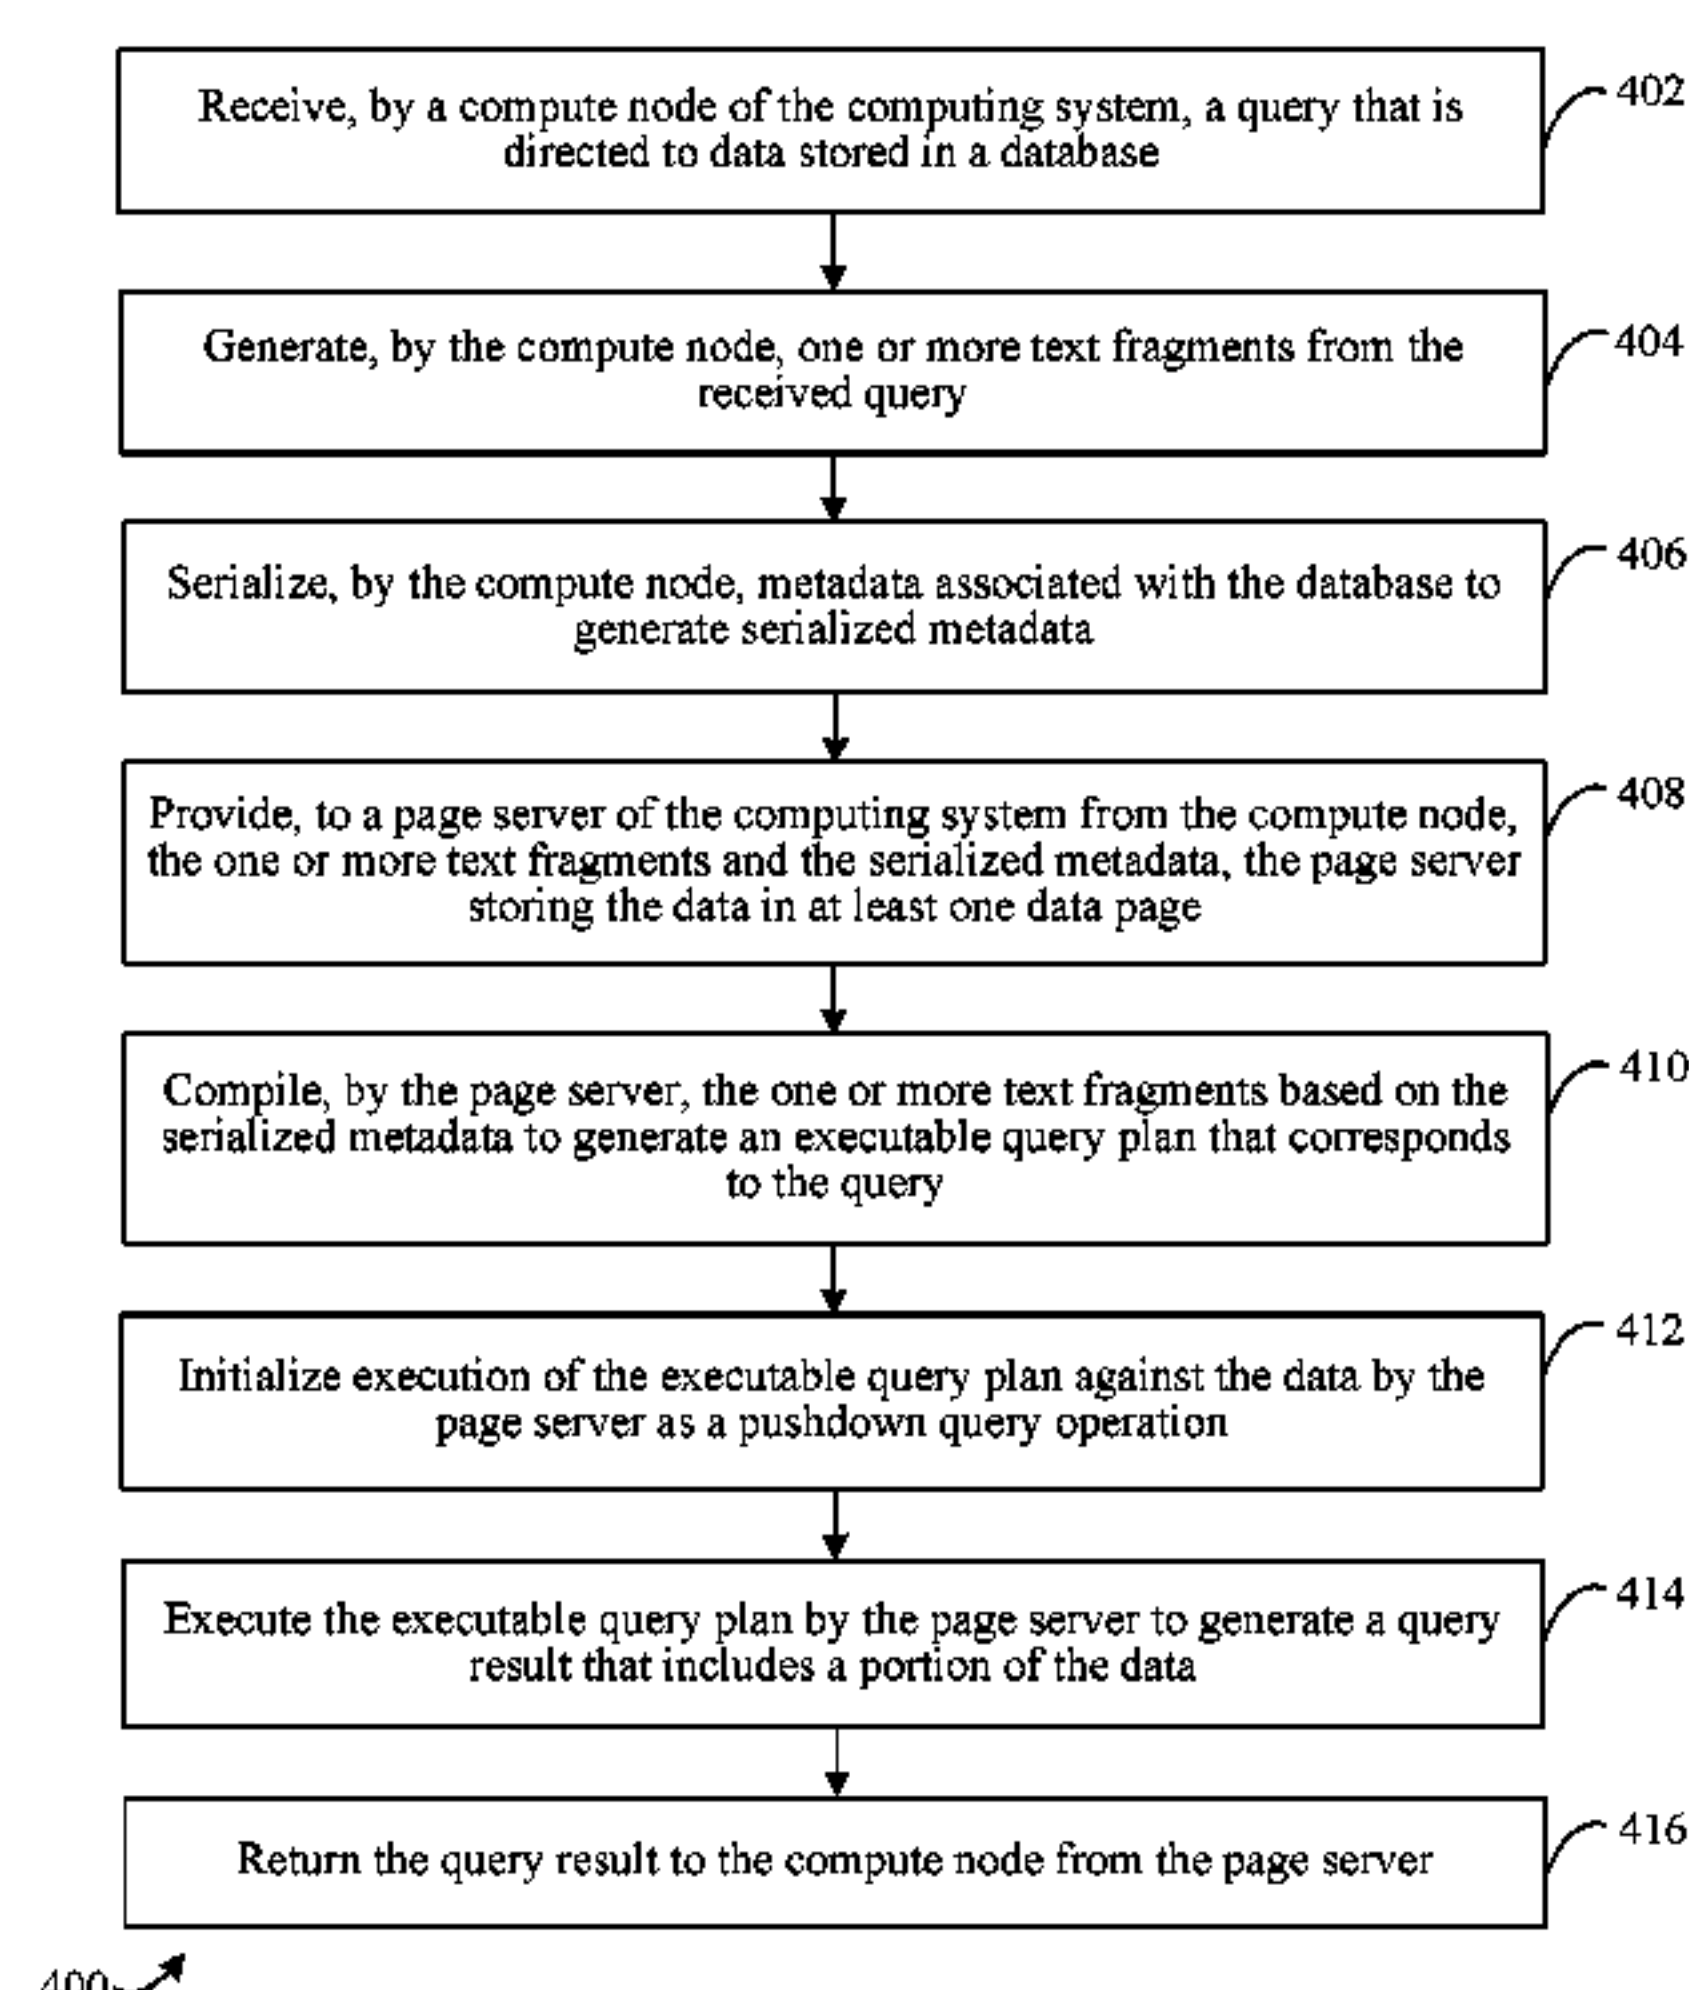 Receive, by a compute node of the computing system, a query that is
directed to data stored in a database
402
Generate, by the compute node, one or more text fragments from the
received query
404
Serialize, by the compute node, metadata associated with the database to
generate serialized metadata
406
Provide, to a page server of the computing system from the compute node,
the one or more text fragments and the serialized metadata, the page server
storing the data in at least one data page
408
Compile, by the page server, the one or more text fragments based on the
serialized metadata to generate an executable query plan that corresponds
to the query
410
Initialize execution of the executable query plan against the data by the
page server as a pushdown query operation
412
Execute the executable query plan by the page server to generate a query
result that includes a portion of the data
414
Return the query result to the compute node from the page server
416
400